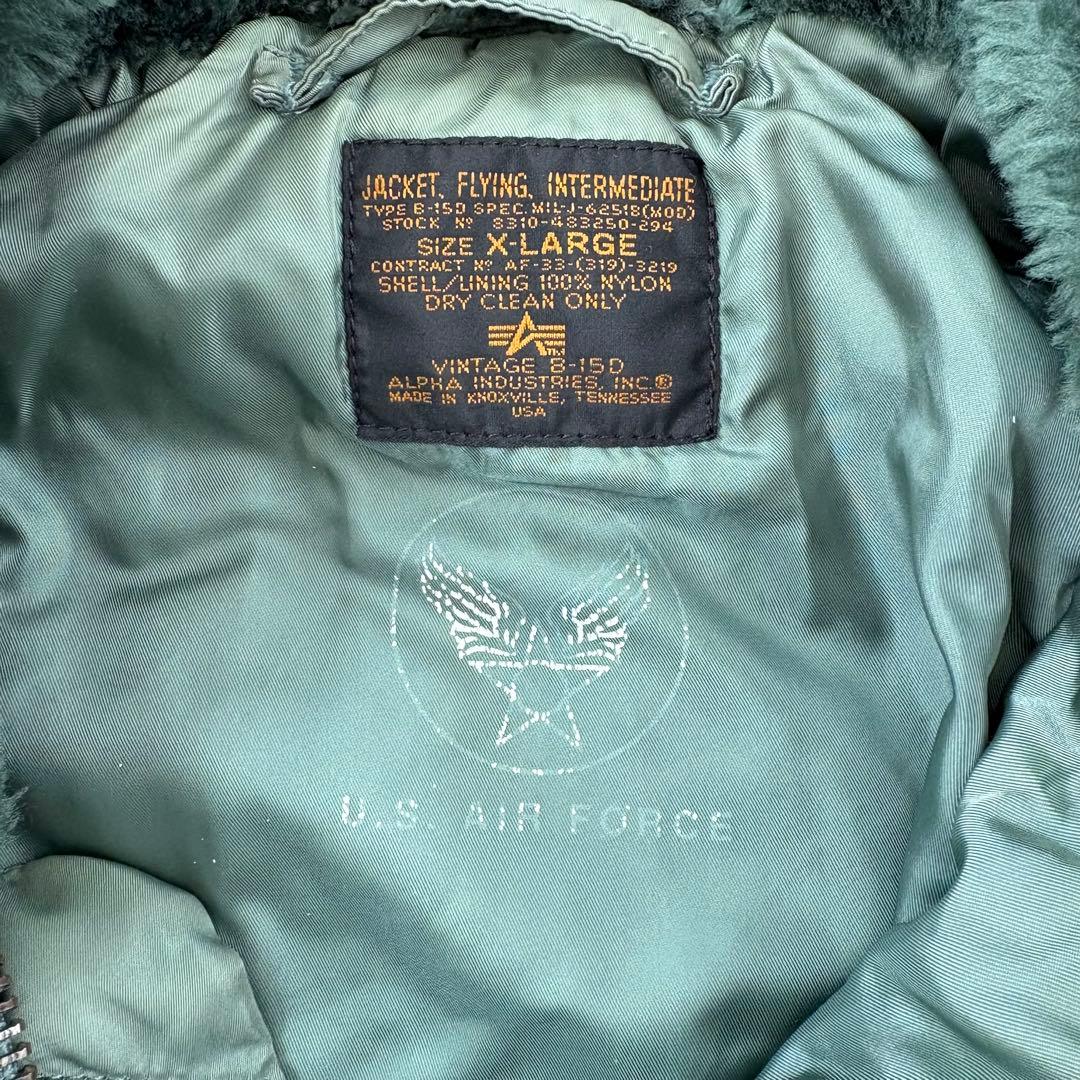 JACKET, FLYING, INTERMEDIATE
TYPE B-15D SPEC.MIL-J-6251B(MOD)
STOCK Nº 8310-483250-294
SIZE X-LARGE
CONTRACT Nº AF-33-(319)-3219
SHELL/LINING 100% NYLON
DRY CLEAN ONLY
TM
VINTAGE B-15D
ALPHA INDUSTRIES, INC.®
MADE IN KNOXVILLE, TENNESSEE
USA
U.S. AIR FORCE